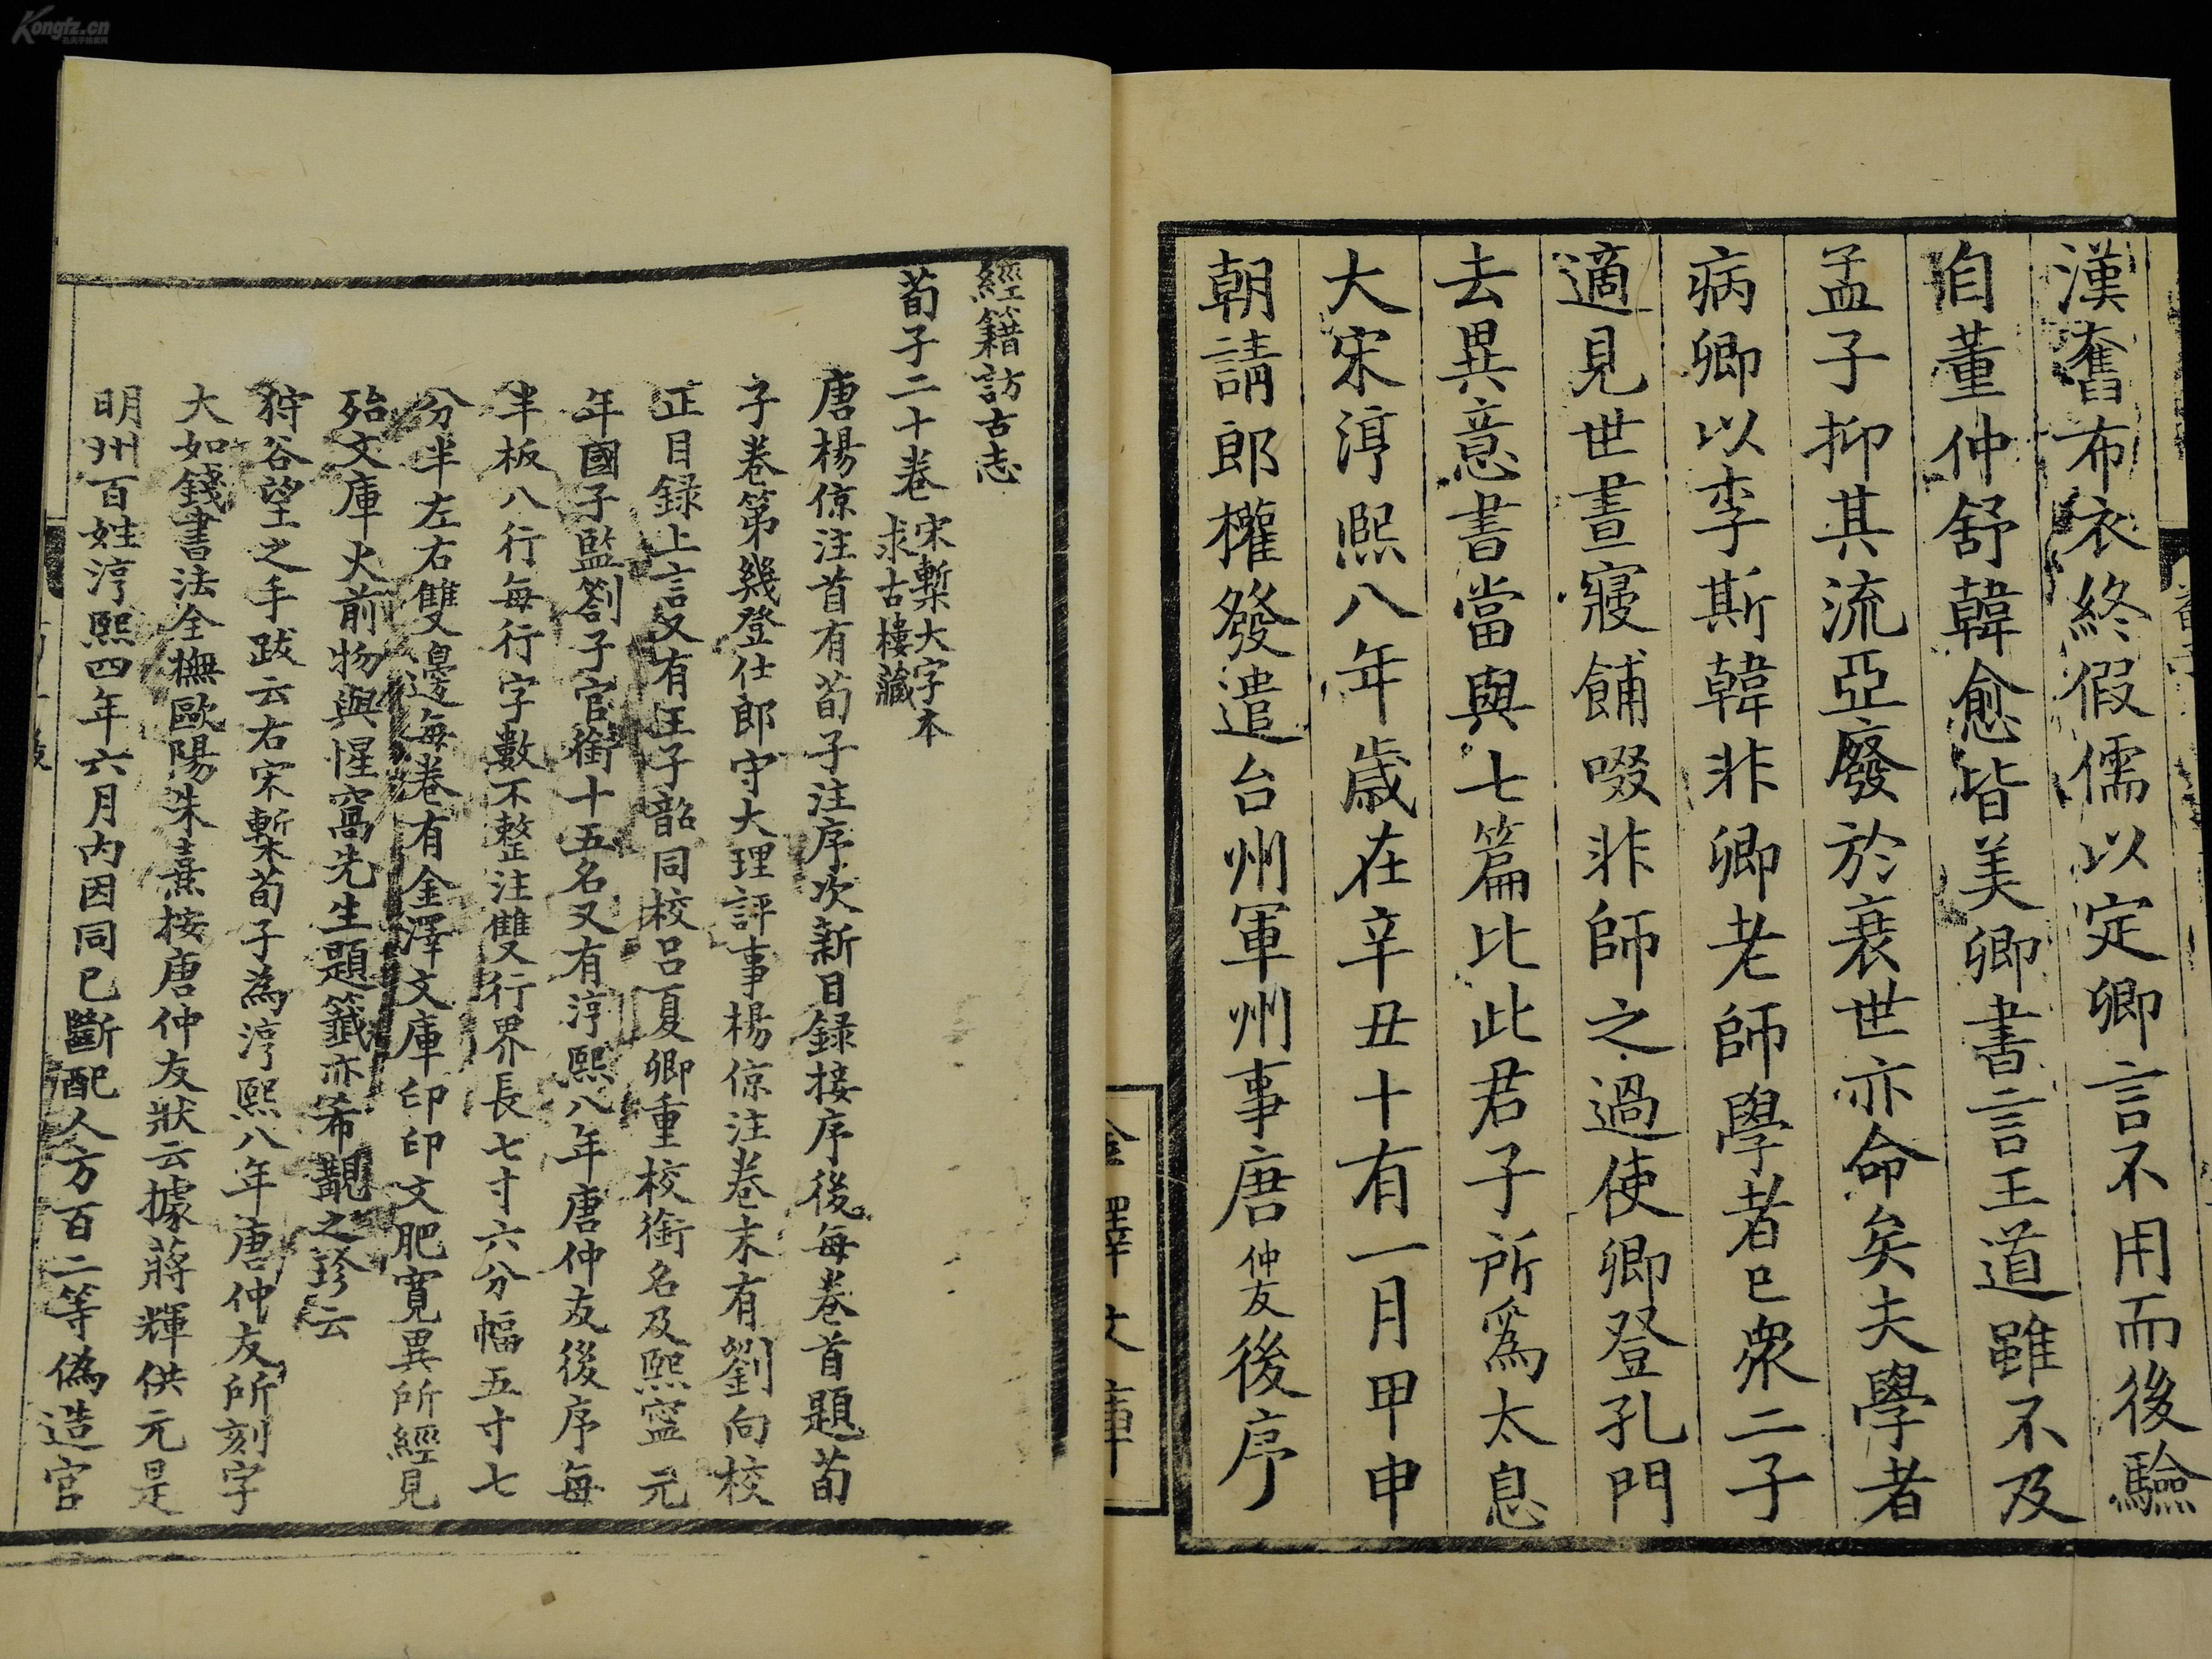 漢奮布衣終假儒以定卿言不用而後驗
自董仲舒韓愈皆美卿書言王道雖不及
孟子抑其流亞廢於衰世亦命矣夫學者
病卿以李斯韓非卿老師學者已衆二子
適見世晝寢餔啜非師之過使卿登孔門
去異意書當與七篇比此君子所爲太息
大宋淳熙八年歲在辛丑十有一月甲申
朝請郎權發遣台州軍州事唐仲友後序
金澤文庫
經籍訪古志
荀子二十卷 宋槧大字本
求古樓藏
唐楊倞注首有荀子注序次新目録接序後每卷首題荀
子卷第幾登仕郎守大理評事楊倞注卷末有劉向校
正目録上言又有王子韶同校呂夏卿重校銜名及熙寧元
年國子監劄子官銜十五名又有淳熙八年唐仲友後序每
半板八行每行字數不整注雙行界長七寸六分幅五寸七
分半左右雙邊每卷有金澤文庫印印文肥寬異所經見
殆文庫火前物與惺窩先生題籤亦希覯之珍云
狩谷望之手跋云右宋槧荀子為淳熙八年唐仲友所刻字
大如錢書法全橅歐陽朱熹按唐仲友狀云據蔣輝供元是
明州百姓淳熙四年六月內因同已斷配人方百二等偽造官
Kongfz.cn